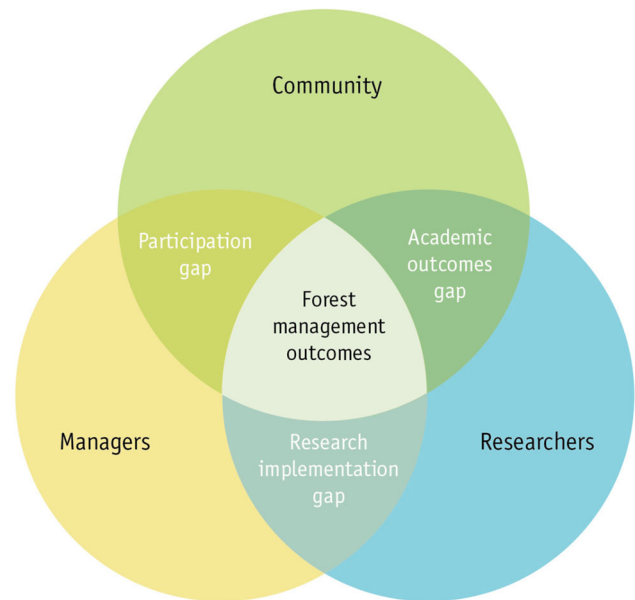 Community
Participation
gap
Academic
outcomes
gap
Forest
management
outcomes
Managers
Research
implementation
gap
Researchers